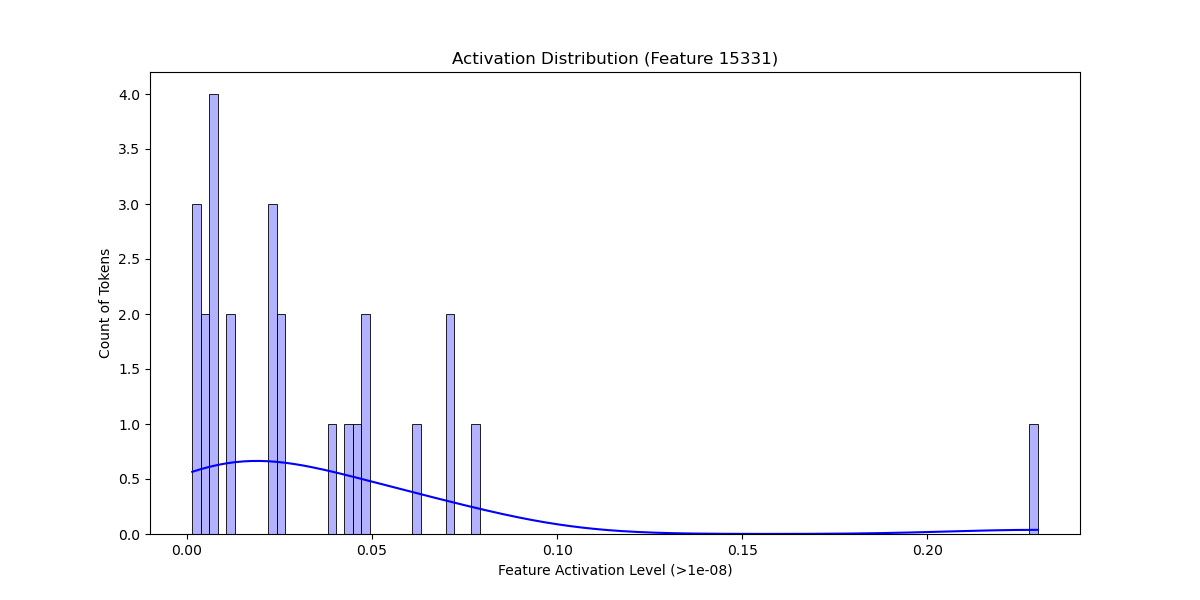 Activation Distribution (Feature 15331)
Count of Tokens
4.0
3.5
3.0
2.5
2.0
1.5
1.0
0.5
0.0
0.00 0.05 0.10 0.15 0.20
Feature Activation Level (>1e-08)